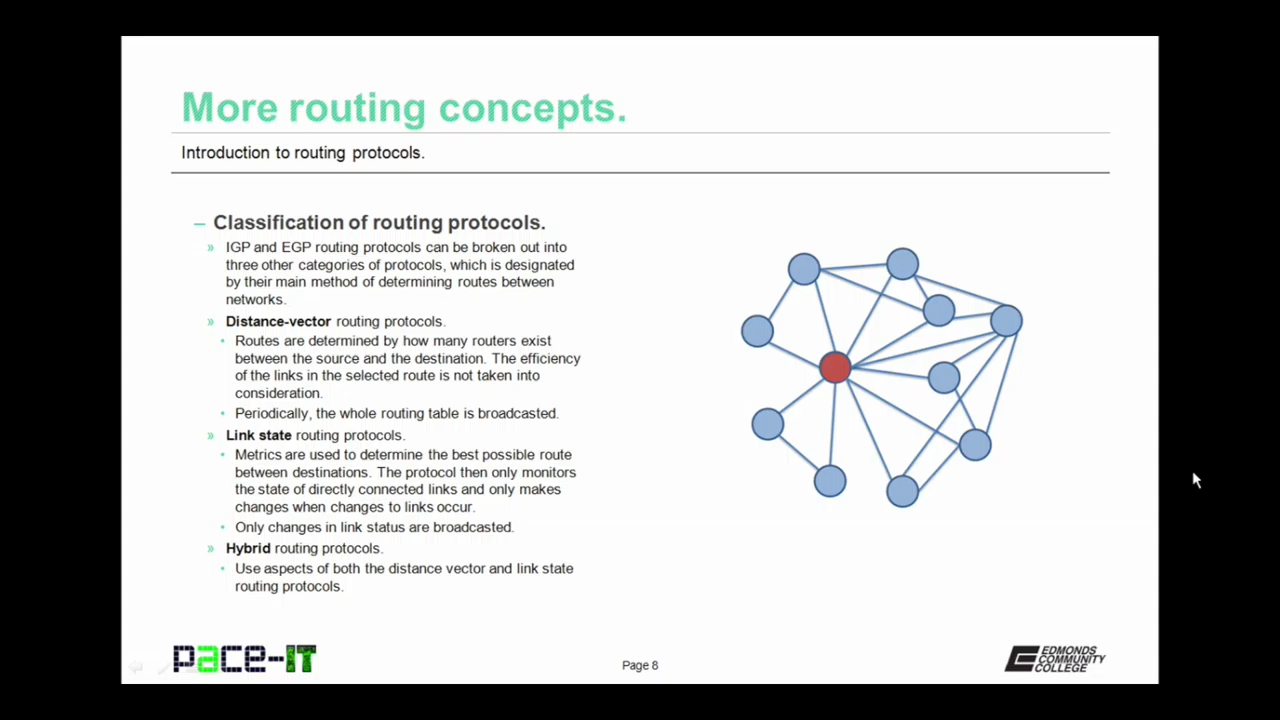 More routing concepts.
Introduction to routing protocols.
– Classification of routing protocols.
» IGP and EGP routing protocols can be broken out into
three other categories of protocols, which is designated
by their main method of determining routes between
networks.
» Distance-vector routing protocols.
• Routes are determined by how many routers exist
between the source and the destination. The efficiency
of the links in the selected route is not taken into
consideration.
• Periodically, the whole routing table is broadcasted.
» Link state routing protocols.
• Metrics are used to determine the best possible route
between destinations. The protocol then only monitors
the state of directly connected links and only makes
changes when changes to links occur.
• Only changes in link status are broadcasted.
» Hybrid routing protocols.
• Use aspects of both the distance vector and link state
routing protocols.
pace-IT
Page 8
EDMONDS
COMMUNITY
COLLEGE